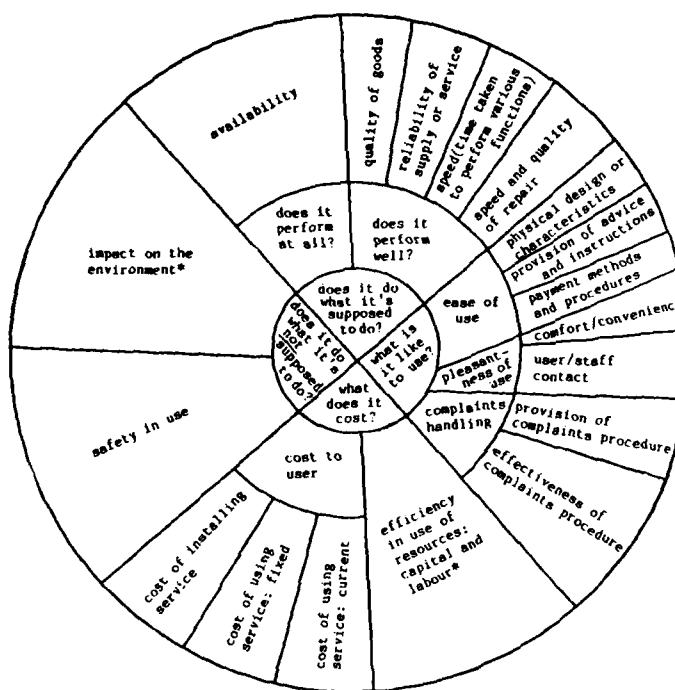 availability
quality of goods
reliability of
supply or service
speed(time taken
to perform various
functions)
speed and quality
of repair
physical design or
characteristics
provision of advice
and instructions
payment methods
and procedures
comfort/convenienc
user/staff
contact
provision of
complaints procedure
effectiveness of
complaints procedure
impact on the
environment*
does it
perform
at all?
does it
perform
well?
ease of
use
pleasant-
ness of
use
complaints
handling
does it do
what it's
supposed
to do?
what is
it like
to use?
what
does it
cost?
does it do
what it's
not
supposed
to do?
safety in use
cost to
user
cost of installing
service
cost of using
service: fixed
cost of using
service: current
efficiency
in use of
resources:
capital and
labour*